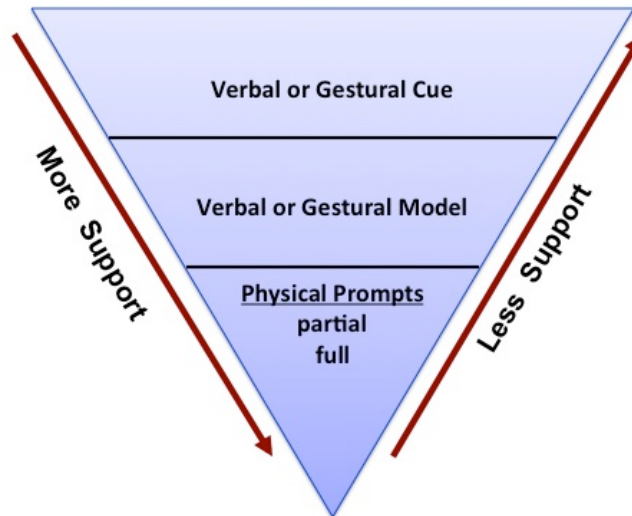 Verbal or Gestural Cue
Verbal or Gestural Model
Physical Prompts
partial
full
More Support
Less Support